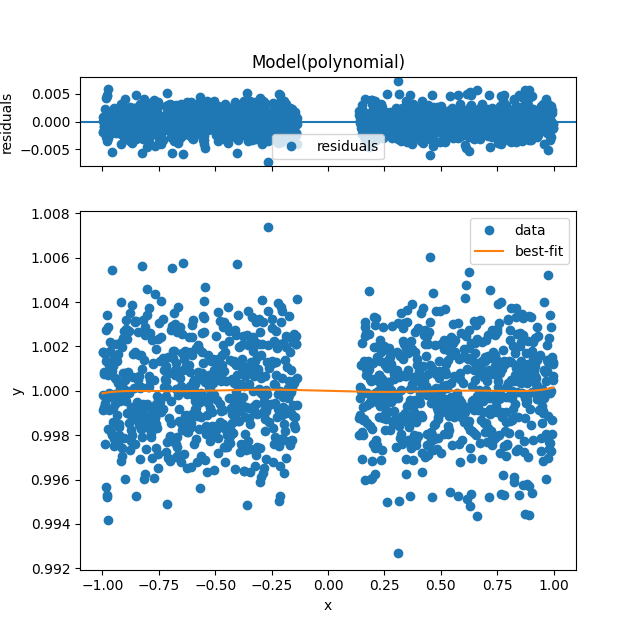 Model(polynomial)
residuals
0.005
0.000
−0.005
residuals
y
1.008
1.006
1.004
1.002
1.000
0.998
0.996
0.994
0.992
data
best-fit
−1.00 −0.75 −0.50 −0.25 0.00 0.25 0.50 0.75 1.00
x